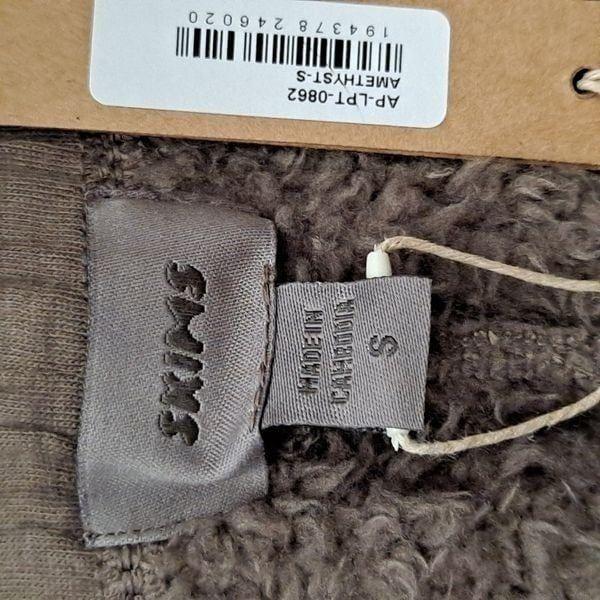 AP-LPT-0862
AMETHYST-S
194378 246020
SKIMS
MADE IN
CAMBODIA
S